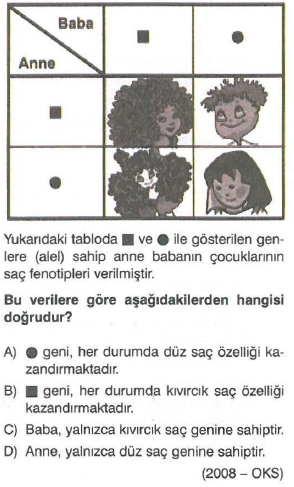 Baba
Anne
Yukarıdaki tabloda ■ ve ● ile gösterilen gen-
lere (alel) sahip anne babanın çocuklarının
saç fenotipleri verilmiştir.
Bu verilere göre aşağıdakilerden hangisi
doğrudur?
A) ● geni, her durumda düz saç özelliği ka-
zandırmaktadır.
B) ■ geni, her durumda kıvırcık saç özelliği
kazandırmaktadır.
C) Baba, yalnızca kıvırcık saç genine sahiptir.
D) Anne, yalnızca düz saç genine sahiptir.
(2008 – OKS)